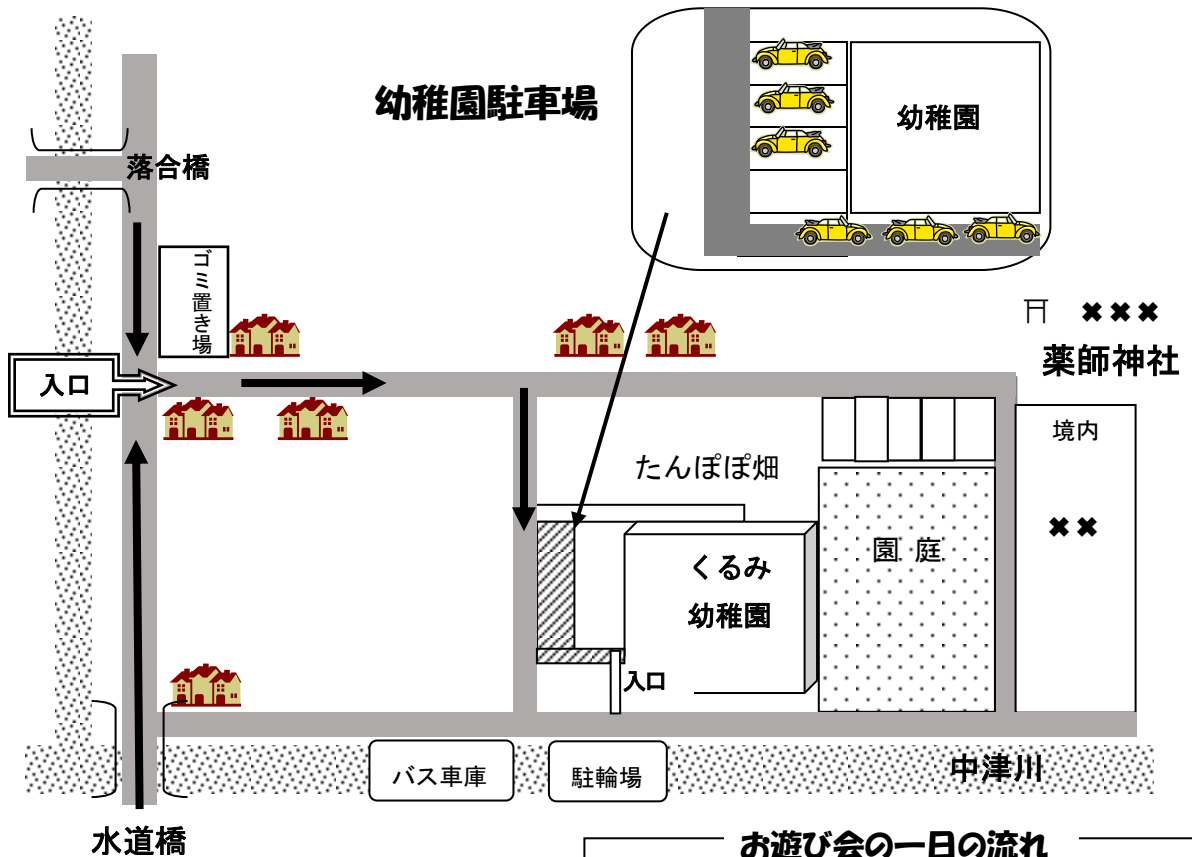 幼稚園駐車場
幼稚園
落合橋
ゴミ置き場
入口
薬師神社
境内
たんぽぽ畑
くるみ
幼稚園
園庭
入口
バス車庫
駐輪場
中津川
水道橋
お遊び会の一日の流れ